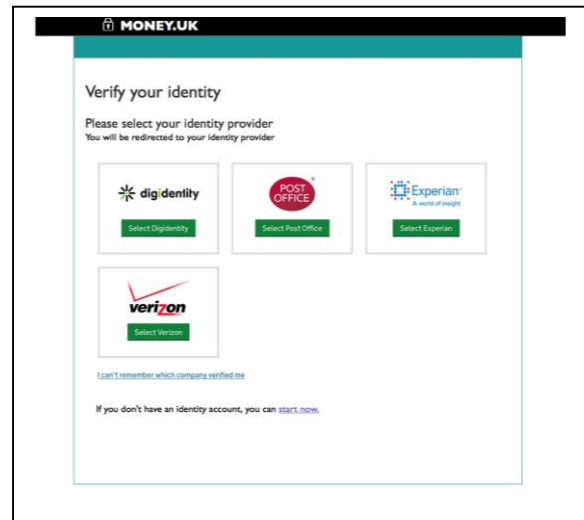 MONEY.UK
Verify your identity
Please select your identity provider
You will be redirected to your identity provider
digidentity
POST OFFICE®
Experian™
A world of insight
Select Digidentity
Select Post Office
Select Experian
verizon
Select Verizon
I can't remember which company verified me
If you don't have an identity account, you can start now.